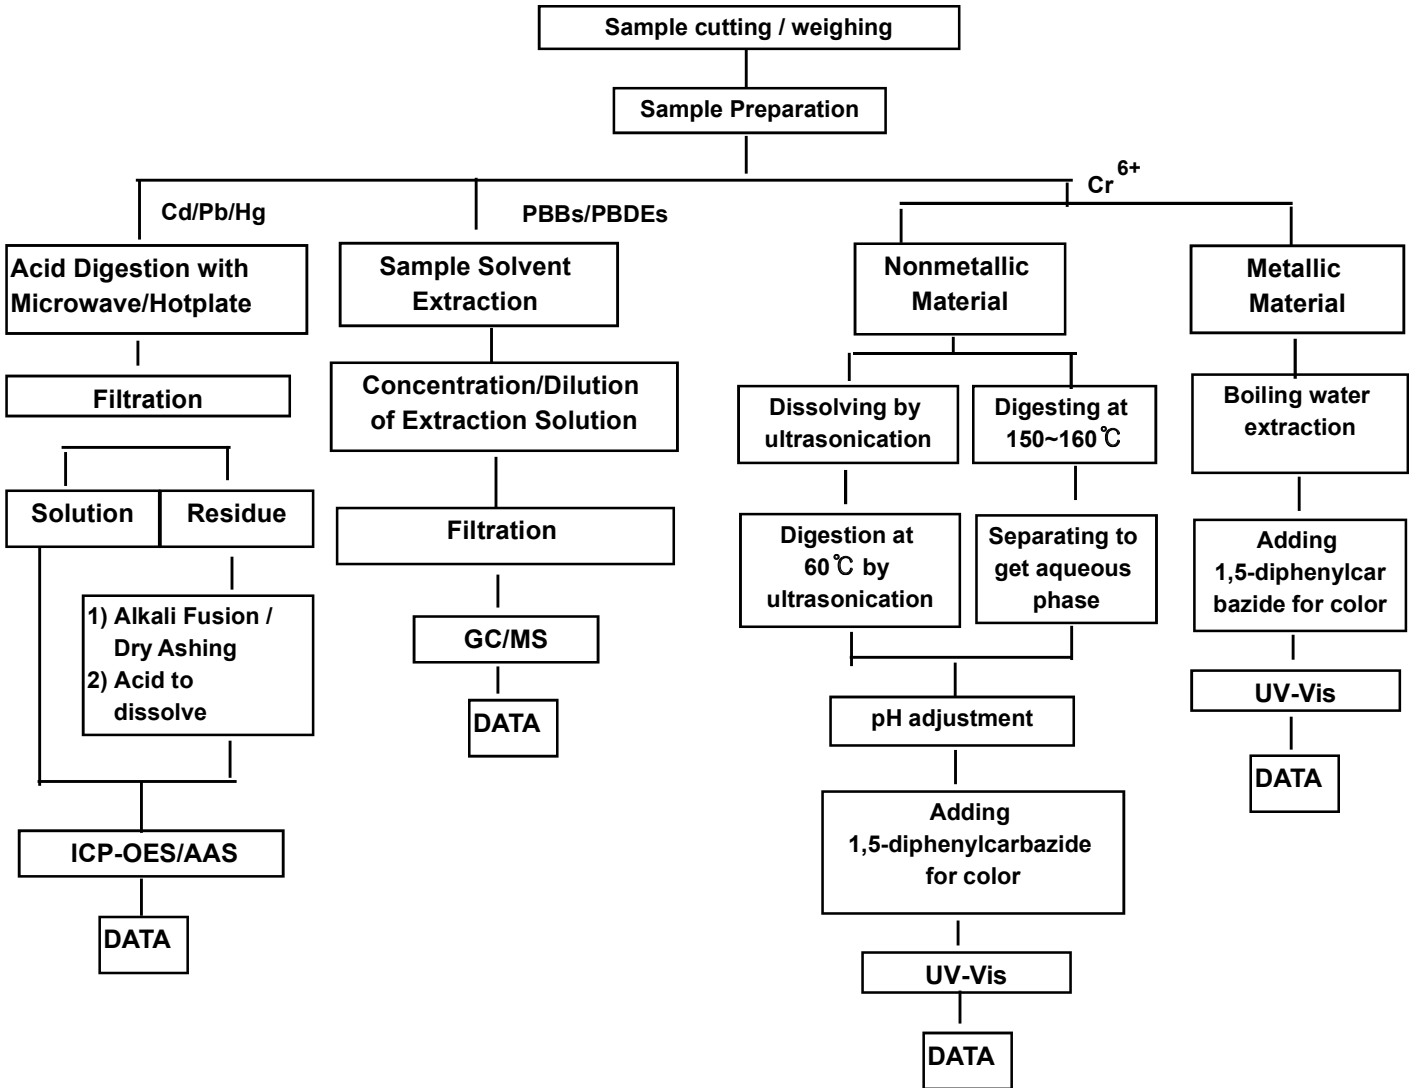 Sample cutting / weighing
Sample Preparation
Cd/Pb/Hg
PBBs/PBDEs
Cr 6+
Acid Digestion with
Microwave/Hotplate
Filtration
Solution
Residue
1) Alkali Fusion /
Dry Ashing
2) Acid to
dissolve
ICP-OES/AAS
DATA
Sample Solvent
Extraction
Concentration/Dilution
of Extraction Solution
Filtration
GC/MS
DATA
Nonmetallic
Material
Dissolving by
ultrasonication
Digestion at
60℃ by
ultrasonication
Digesting at
150~160℃
Separating to
get aqueous
phase
pH adjustment
Adding
1,5-diphenylcarbazide
for color
UV-Vis
DATA
Metallic
Material
Boiling water
extraction
Adding
1,5-diphenylcar
bazide for color
UV-Vis
DATA